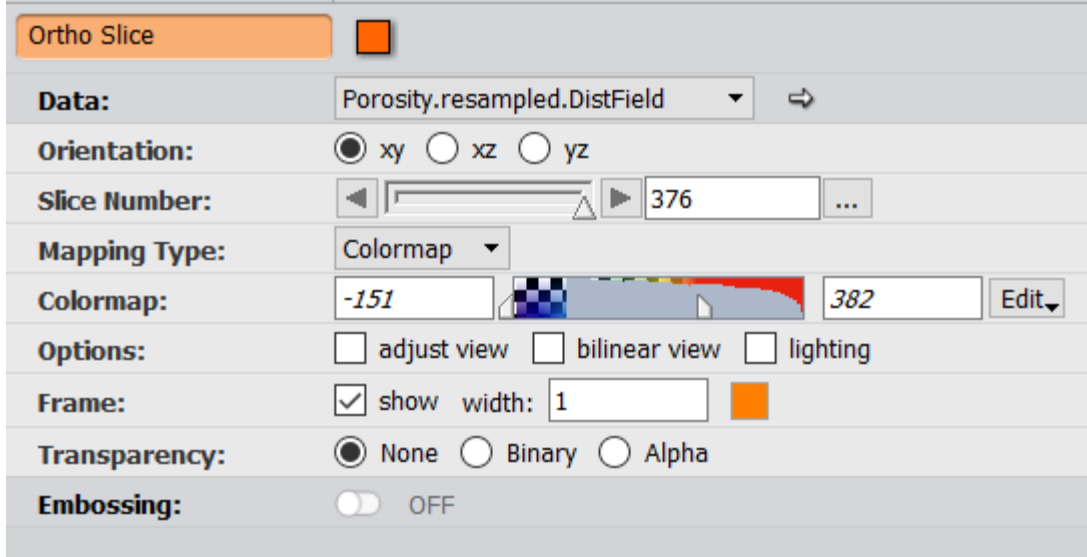 Ortho Slice
Data: Porosity.resampled.DistField
Orientation: xy xz yz
Slice Number: 376 ...
Mapping Type: Colormap
Colormap: -151 382 Edit
Options: adjust view bilinear view lighting
Frame: show width: 1
Transparency: None Binary Alpha
Embossing: OFF